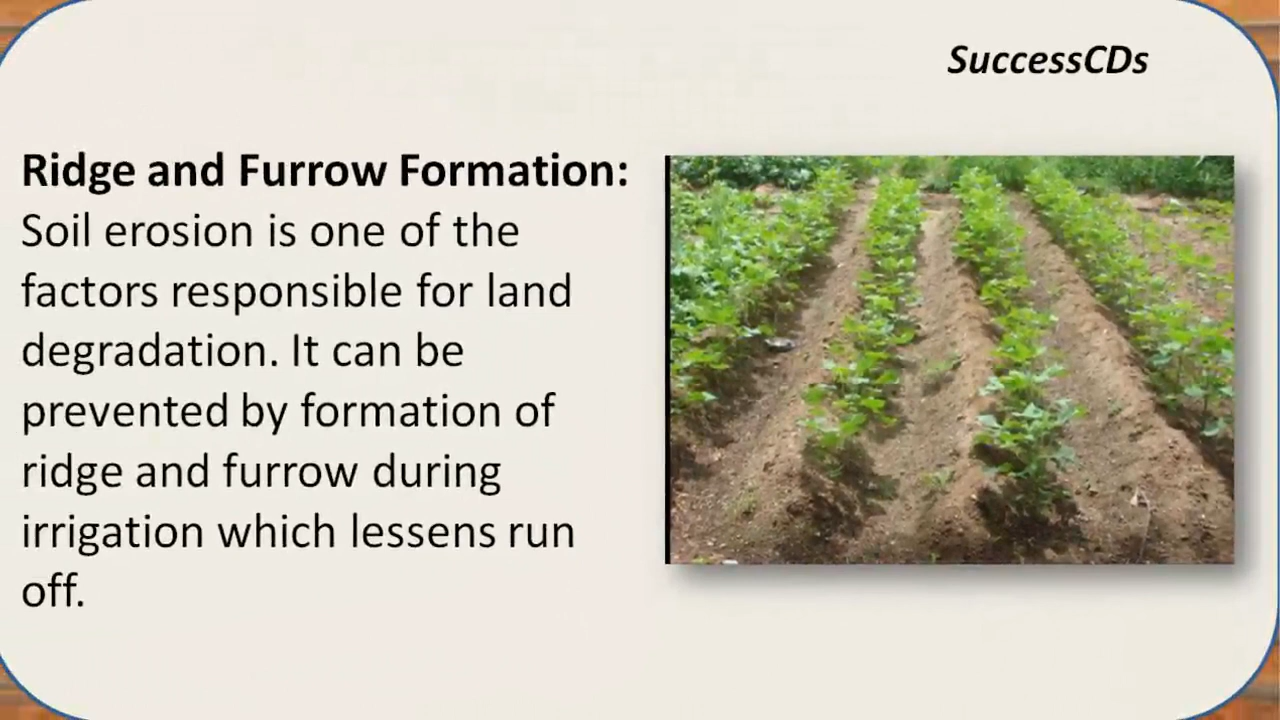 SuccessCDs
Ridge and Furrow Formation:
Soil erosion is one of the
factors responsible for land
degradation. It can be
prevented by formation of
ridge and furrow during
irrigation which lessens run
off.